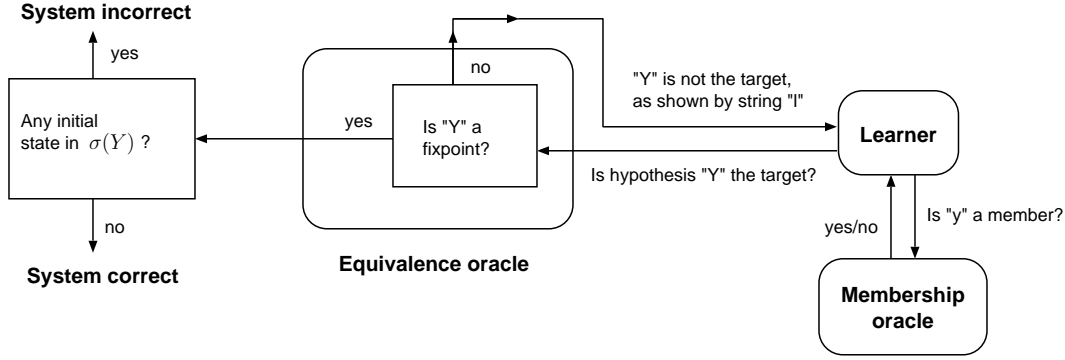 System incorrect
yes
Any initial
state in σ(Y) ?
no
System correct
yes
no
Is "Y" a
fixpoint?
Equivalence oracle
"Y" is not the target,
as shown by string "I"
Is hypothesis "Y" the target?
Learner
yes/no
Is "y" a member?
Membership
oracle